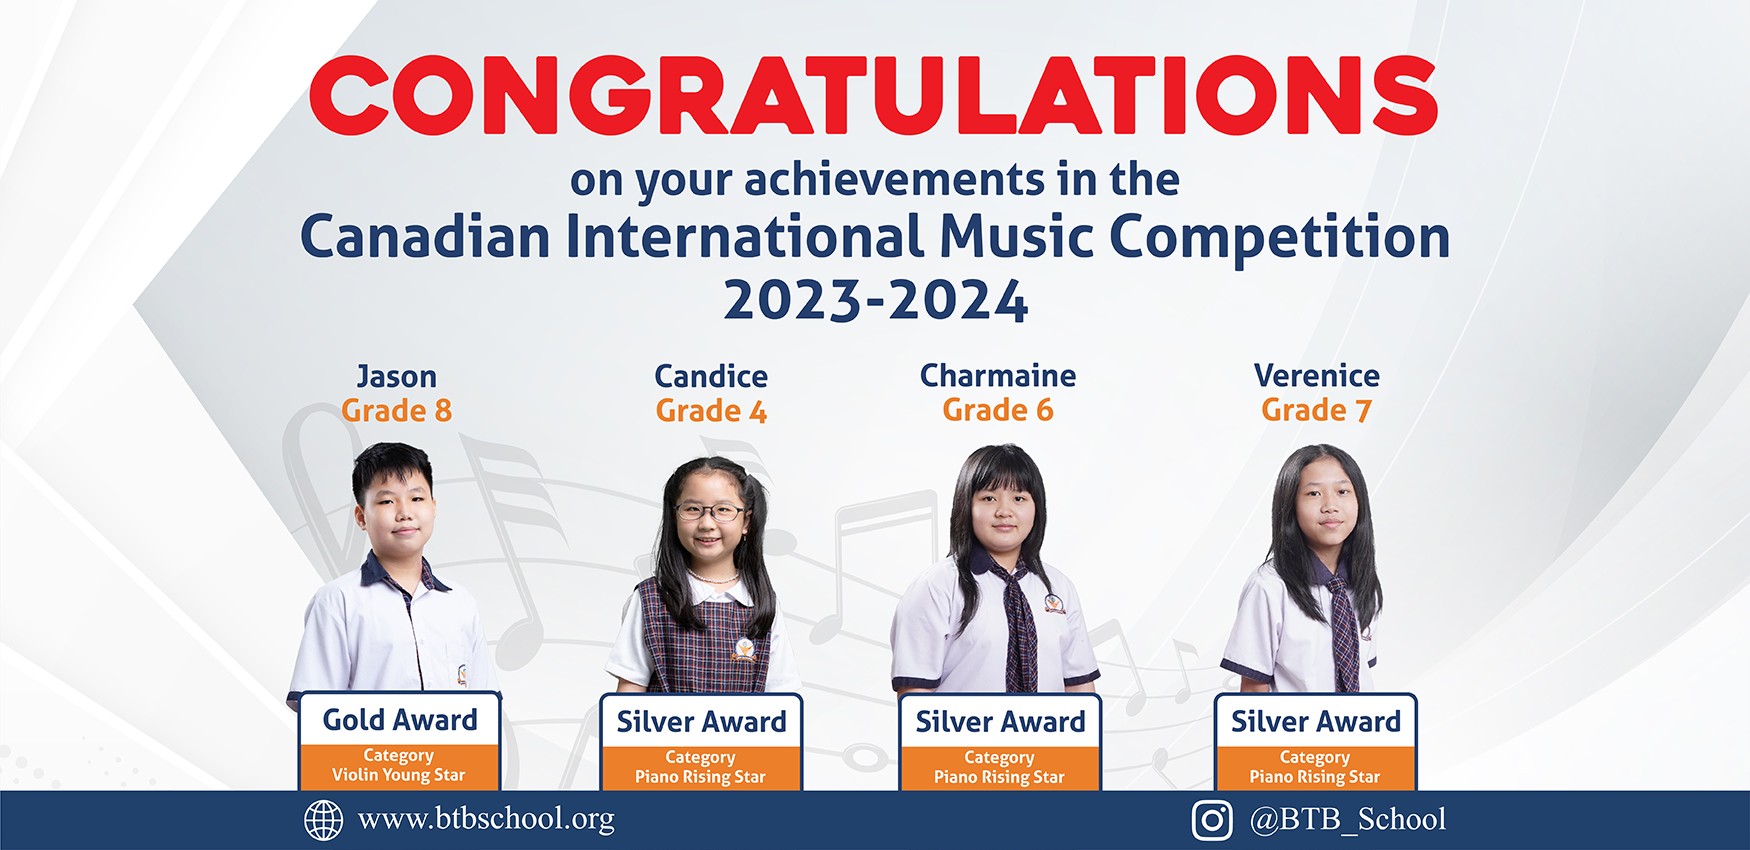 CONGRATULATIONS
on your achievements in the
Canadian International Music Competition
2023-2024
Jason
Grade 8
Candice
Grade 4
Charmaine
Grade 6
Verenice
Grade 7
Gold Award
Category
Violin Young Star
Silver Award
Category
Piano Rising Star
Silver Award
Category
Piano Rising Star
Silver Award
Category
Piano Rising Star
www.btbschool.org
@BTB_School